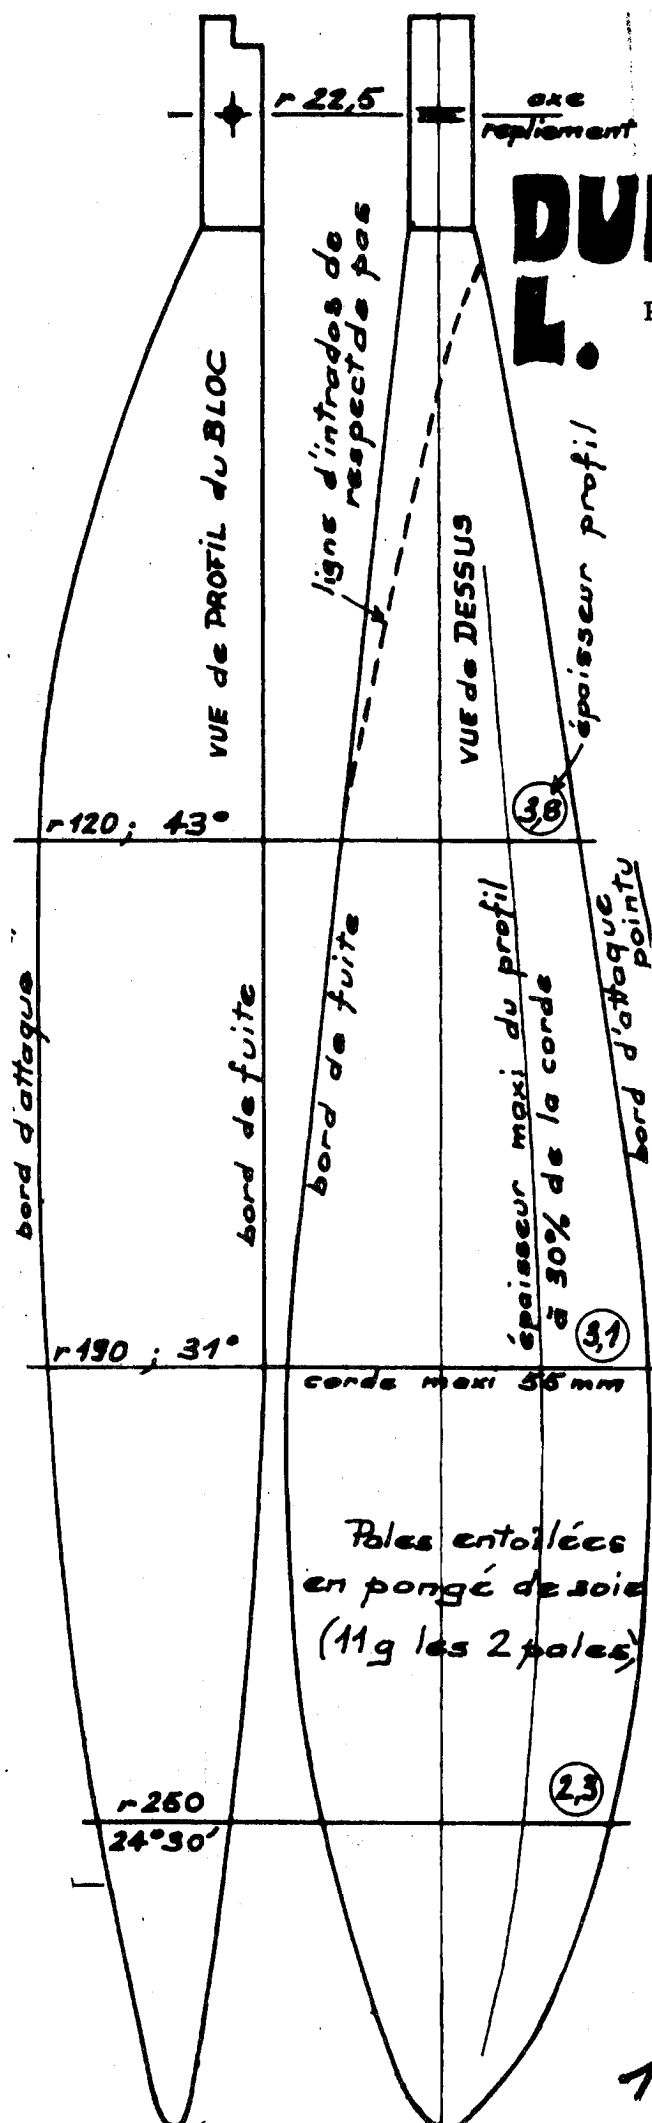 r 22,5
axe
repliement
DU
L.
ligne d'intrados de
respect de pas
VUE de PROFIL du BLOC
VUE de DESSUS
épaisseur profil
3,8
r 120 ; 43°
bord d'attaque
bord de fuite
bord de fuite
épaisseur maxi du profil
à 30% de la corde
bord d'attaque
pointu
r 190 ; 31°
3,1
corde maxi 55 mm
Pales entoilées
en pongé de soie
(11g les 2 pales)
2,3
r 250
24°30'